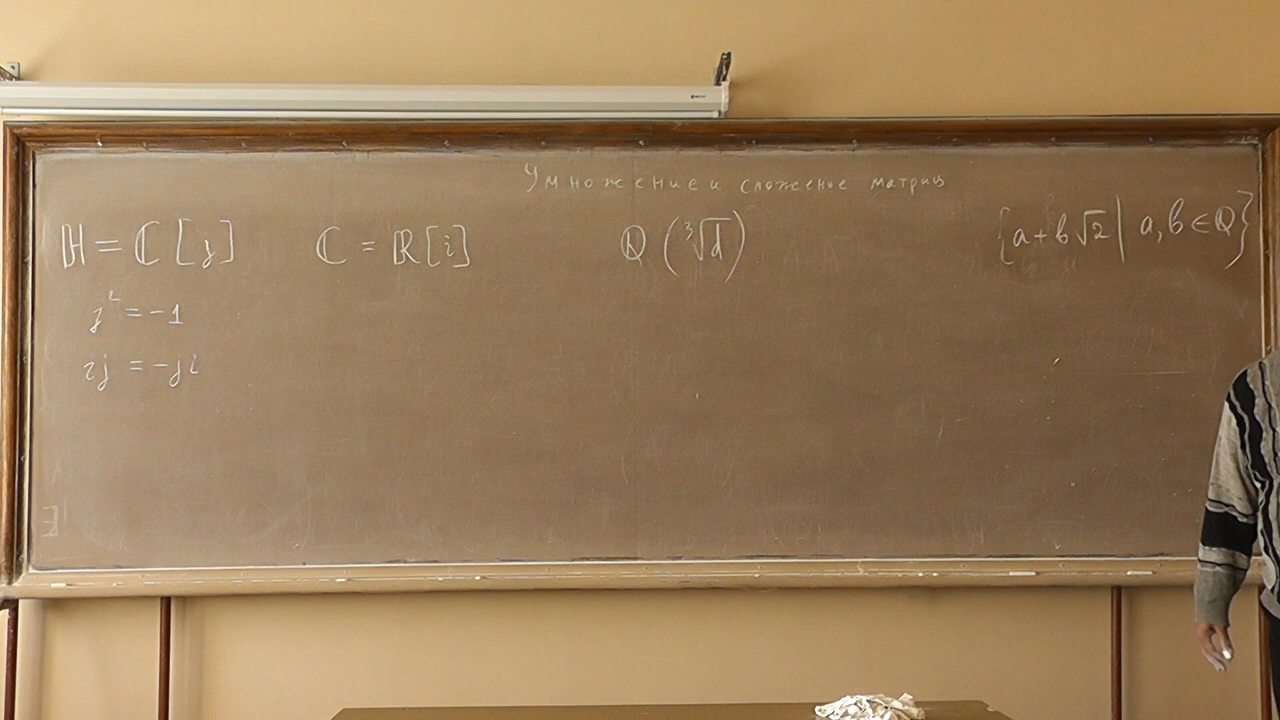 Умножение и сложение матриц
ℍ = ℂ[j] ℂ = ℝ[i] ℚ(∛d) {a+b√2 | a, b ∈ ℚ}
j² = -1
ij = -ji